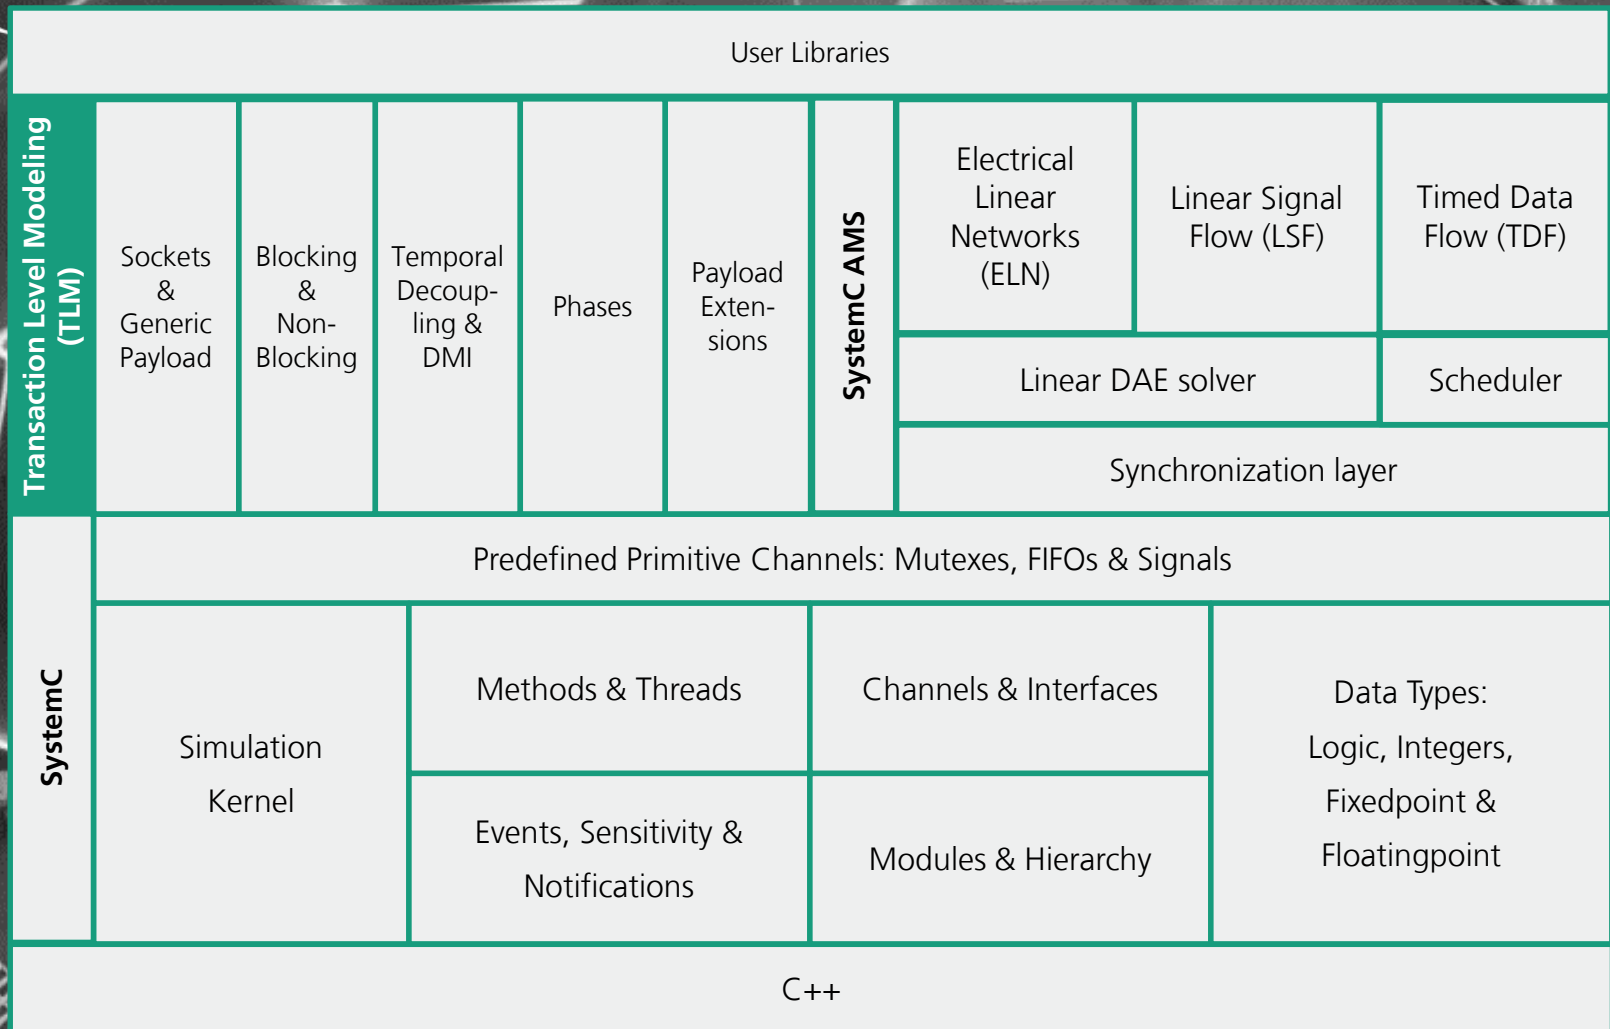 User Libraries
Transaction Level Modeling
(TLM)
Sockets
&
Generic
Payload
Blocking
&
Non-
Blocking
Temporal
Decoup-
ling &
DMI
Phases
Payload
Exten-
sions
SystemC AMS
Electrical
Linear
Networks
(ELN)
Linear Signal
Flow (LSF)
Timed Data
Flow (TDF)
Linear DAE solver
Scheduler
Synchronization layer
SystemC
Predefined Primitive Channels: Mutexes, FIFOs & Signals
Simulation
Kernel
Methods & Threads
Channels & Interfaces
Events, Sensitivity &
Notifications
Modules & Hierarchy
Data Types:
Logic, Integers,
Fixedpoint &
Floatingpoint
C++